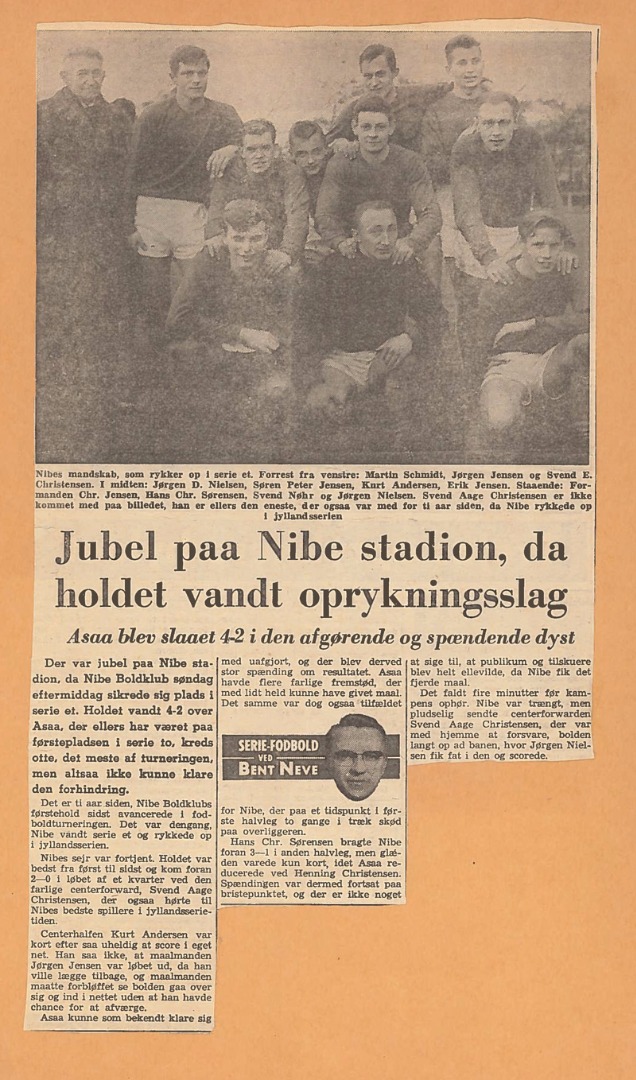 Nibes mandskab, som rykker op i serie et. Forrest fra venstre: Martin Schmidt, Jørgen Jensen og Svend E.
Christensen. I midten: Jørgen D. Nielsen, Søren Peter Jensen, Kurt Andersen, Erik Jensen. Staaende: For-
manden Chr. Jensen, Hans Chr. Sørensen, Svend Nøhr og Jørgen Nielsen. Svend Aage Christensen er ikke
kommet med paa billedet, han er ellers den eneste, der ogsaa var med for ti aar siden, da Nibe rykkede op
i jyllandsserien
Jubel paa Nibe stadion, da
holdet vandt oprykningsslag
Asaa blev slaaet 4-2 i den afgørende og spændende dyst
Der var jubel paa Nibe sta-
dion, da Nibe Boldklub søndag
eftermiddag sikrede sig plads i
serie et. Holdet vandt 4-2 over
Asaa, der ellers har været paa
førstepladsen i serie to, kreds
otte, det meste af turneringen,
men altsaa ikke kunne klare
den forhindring.
Det er ti aar siden, Nibe Boldklubs
førstehold sidst avancerede i fod-
boldturneringen. Det var dengang,
Nibe vandt serie et og rykkede op
i jyllandsserien.
Nibes sejr var fortjent. Holdet var
bedst fra først til sidst og kom foran
2—0 i løbet af et kvarter ved den
farlige centerforward, Svend Aage
Christensen, der ogsaa hørte til
Nibes bedste spillere i jyllandsserie-
tiden.
Centerhalfen Kurt Andersen var
kort efter saa uheldig at score i eget
net. Han saa ikke, at maalmanden
Jørgen Jensen var løbet ud, da han
ville lægge tilbage, og maalmanden
maatte forbløffet se bolden gaa over
sig og ind i nettet uden at han havde
chance for at afværge.
Asaa kunne som bekendt klare sig
med uafgjort, og der blev derved
stor spænding om resultatet. Asaa
havde flere farlige fremstød, der
med lidt held kunne have givet maal.
Det samme var dog ogsaa tilfældet
SERIE-FODBOLD
VED
BENT NEVE
for Nibe, der paa et tidspunkt i før-
ste halvleg to gange i træk skød
paa overliggeren.
Hans Chr. Sørensen bragte Nibe
foran 3—1 i anden halvleg, men glæ-
den varede kun kort, idet Asaa re-
ducerede ved Henning Christensen.
Spændingen var dermed fortsat paa
bristepunktet, og der er ikke noget
at sige til, at publikum og tilskuere
blev helt ellevilde, da Nibe fik det
fjerde maal.
Det faldt fire minutter før kam-
pens ophør. Nibe var trængt, men
pludselig sendte centerforwarden
Svend Aage Christensen, der var
med hjemme at forsvare, bolden
langt op ad banen, hvor Jørgen Niel-
sen fik fat i den og scorede.